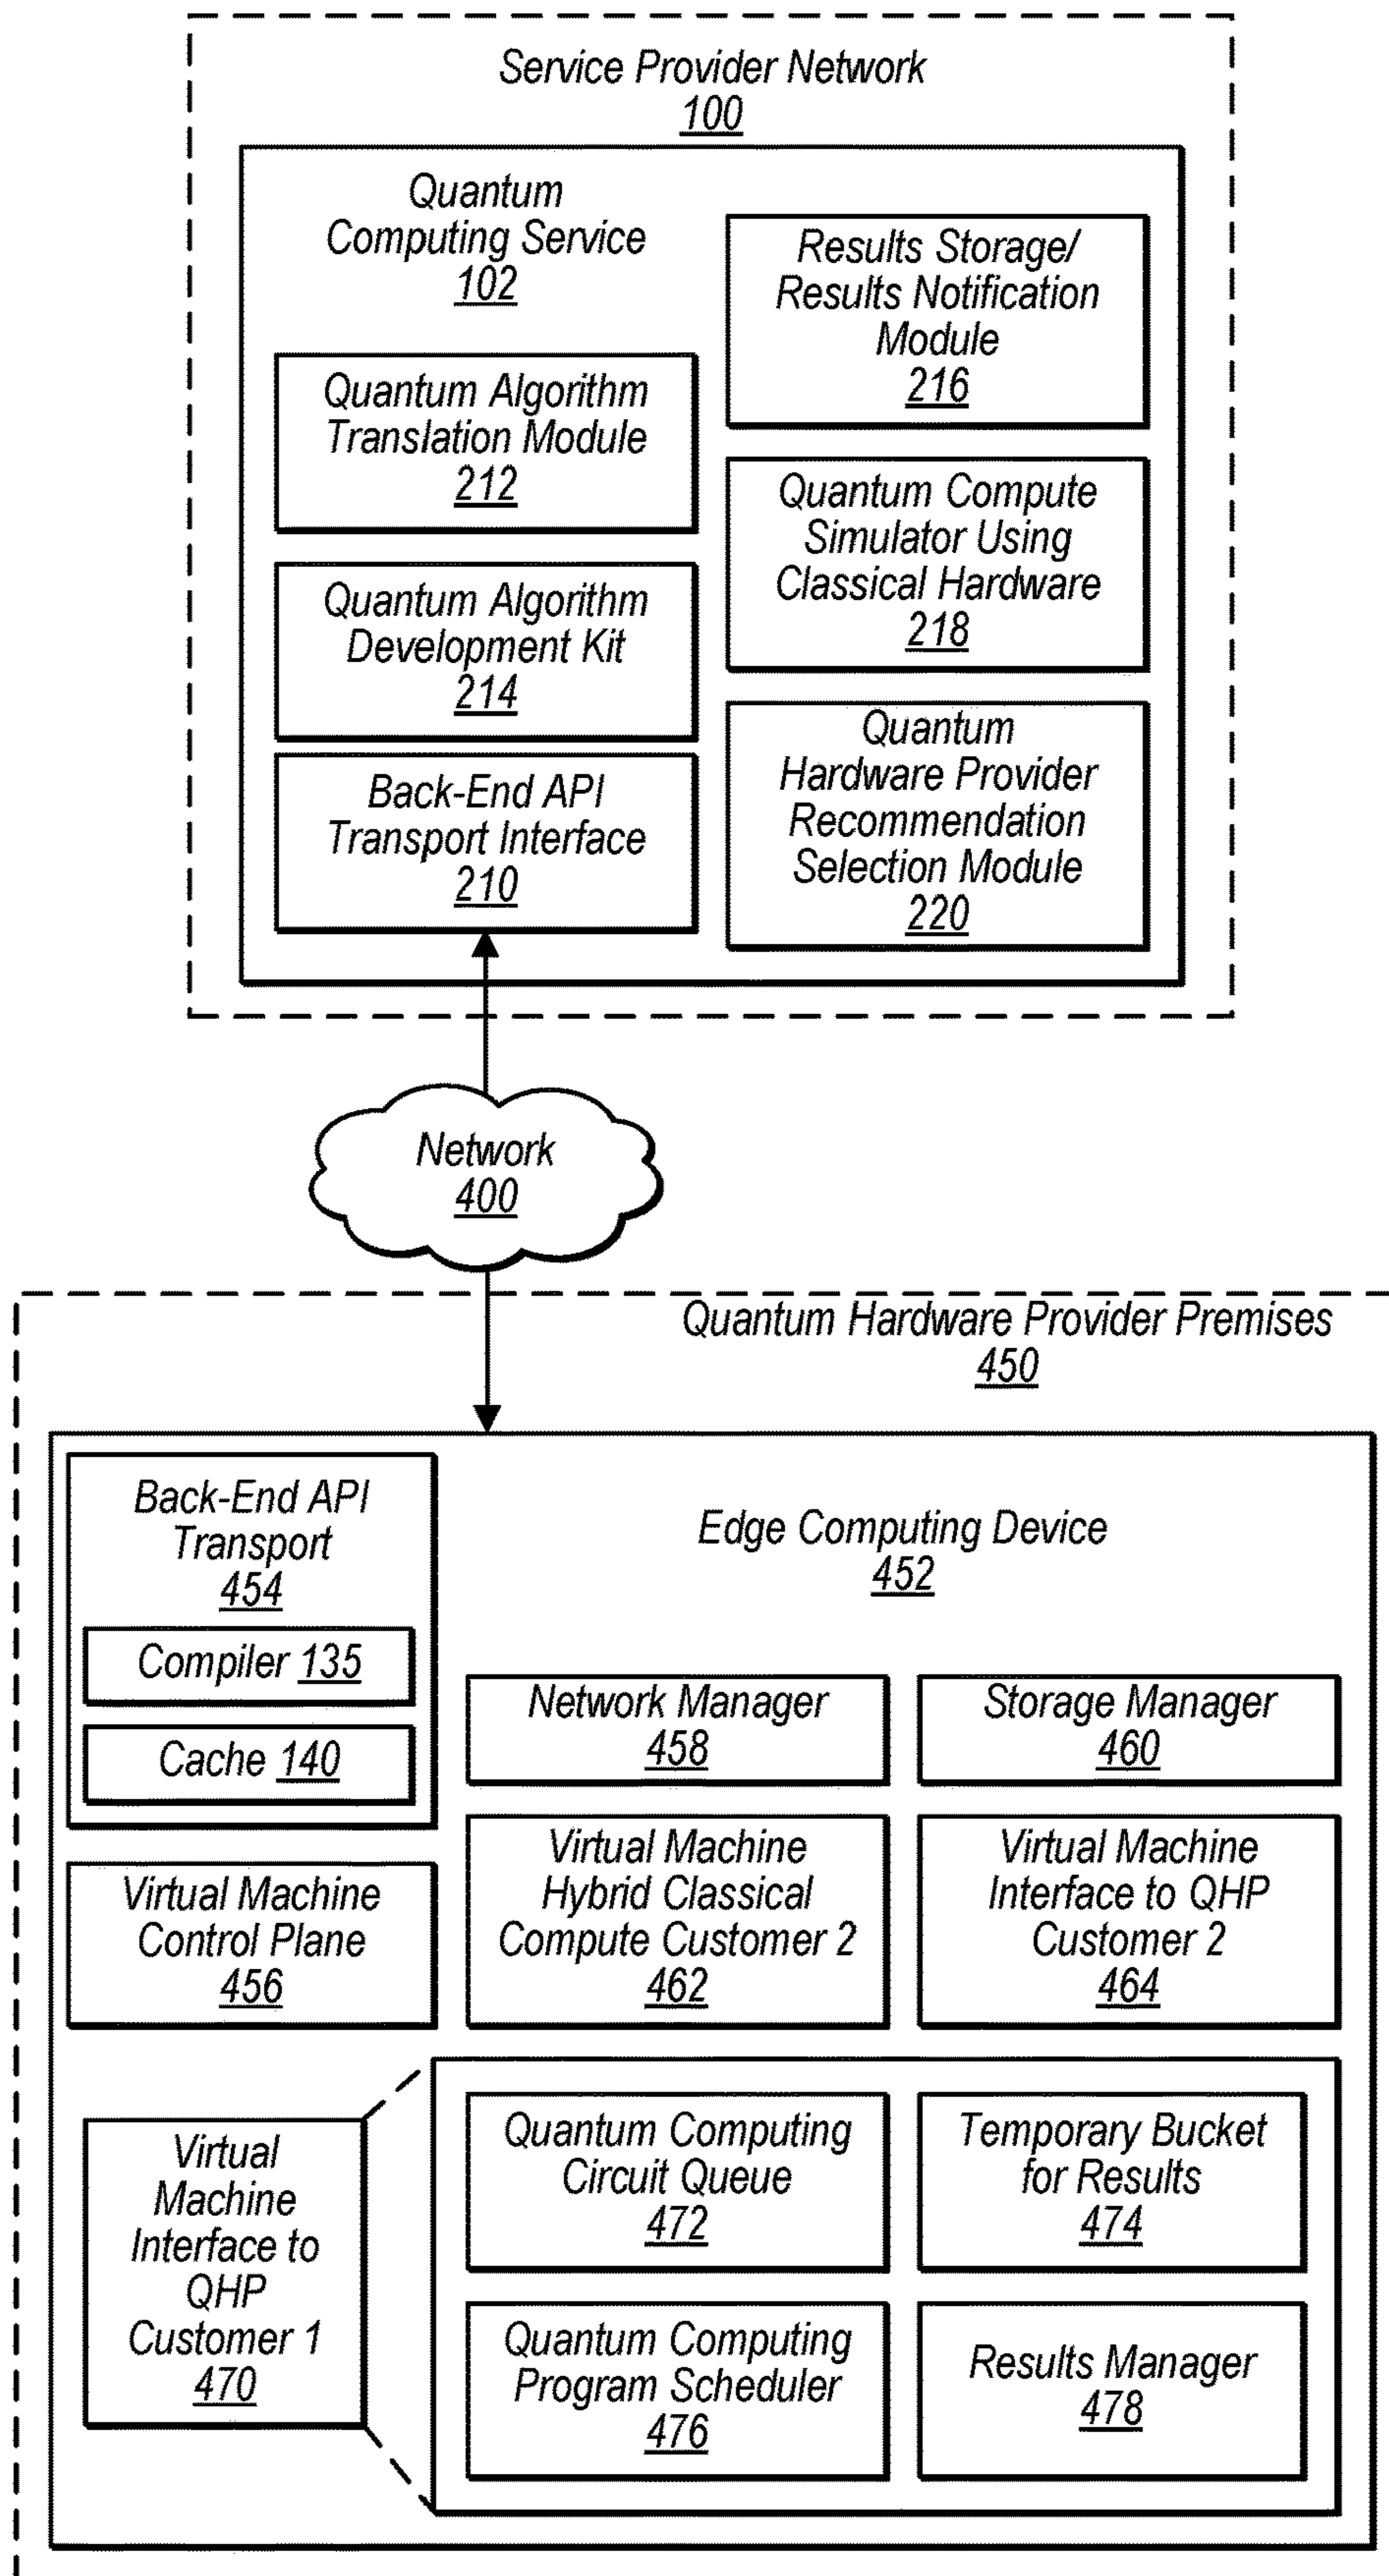 Service Provider Network
100
Quantum
Computing Service
102
Quantum Algorithm
Translation Module
212
Quantum Algorithm
Development Kit
214
Back-End API
Transport Interface
210
Results Storage/
Results Notification
Module
216
Quantum Compute
Simulator Using
Classical Hardware
218
Quantum
Hardware Provider
Recommendation
Selection Module
220
Network
400
Quantum Hardware Provider Premises
450
Back-End API
Transport
454
Compiler 135
Cache 140
Edge Computing Device
452
Network Manager
458
Storage Manager
460
Virtual Machine
Control Plane
456
Virtual Machine
Hybrid Classical
Compute Customer 2
462
Virtual Machine
Interface to QHP
Customer 2
464
Virtual
Machine
Interface to
QHP
Customer 1
470
Quantum Computing
Circuit Queue
472
Temporary Bucket
for Results
474
Quantum Computing
Program Scheduler
476
Results Manager
478